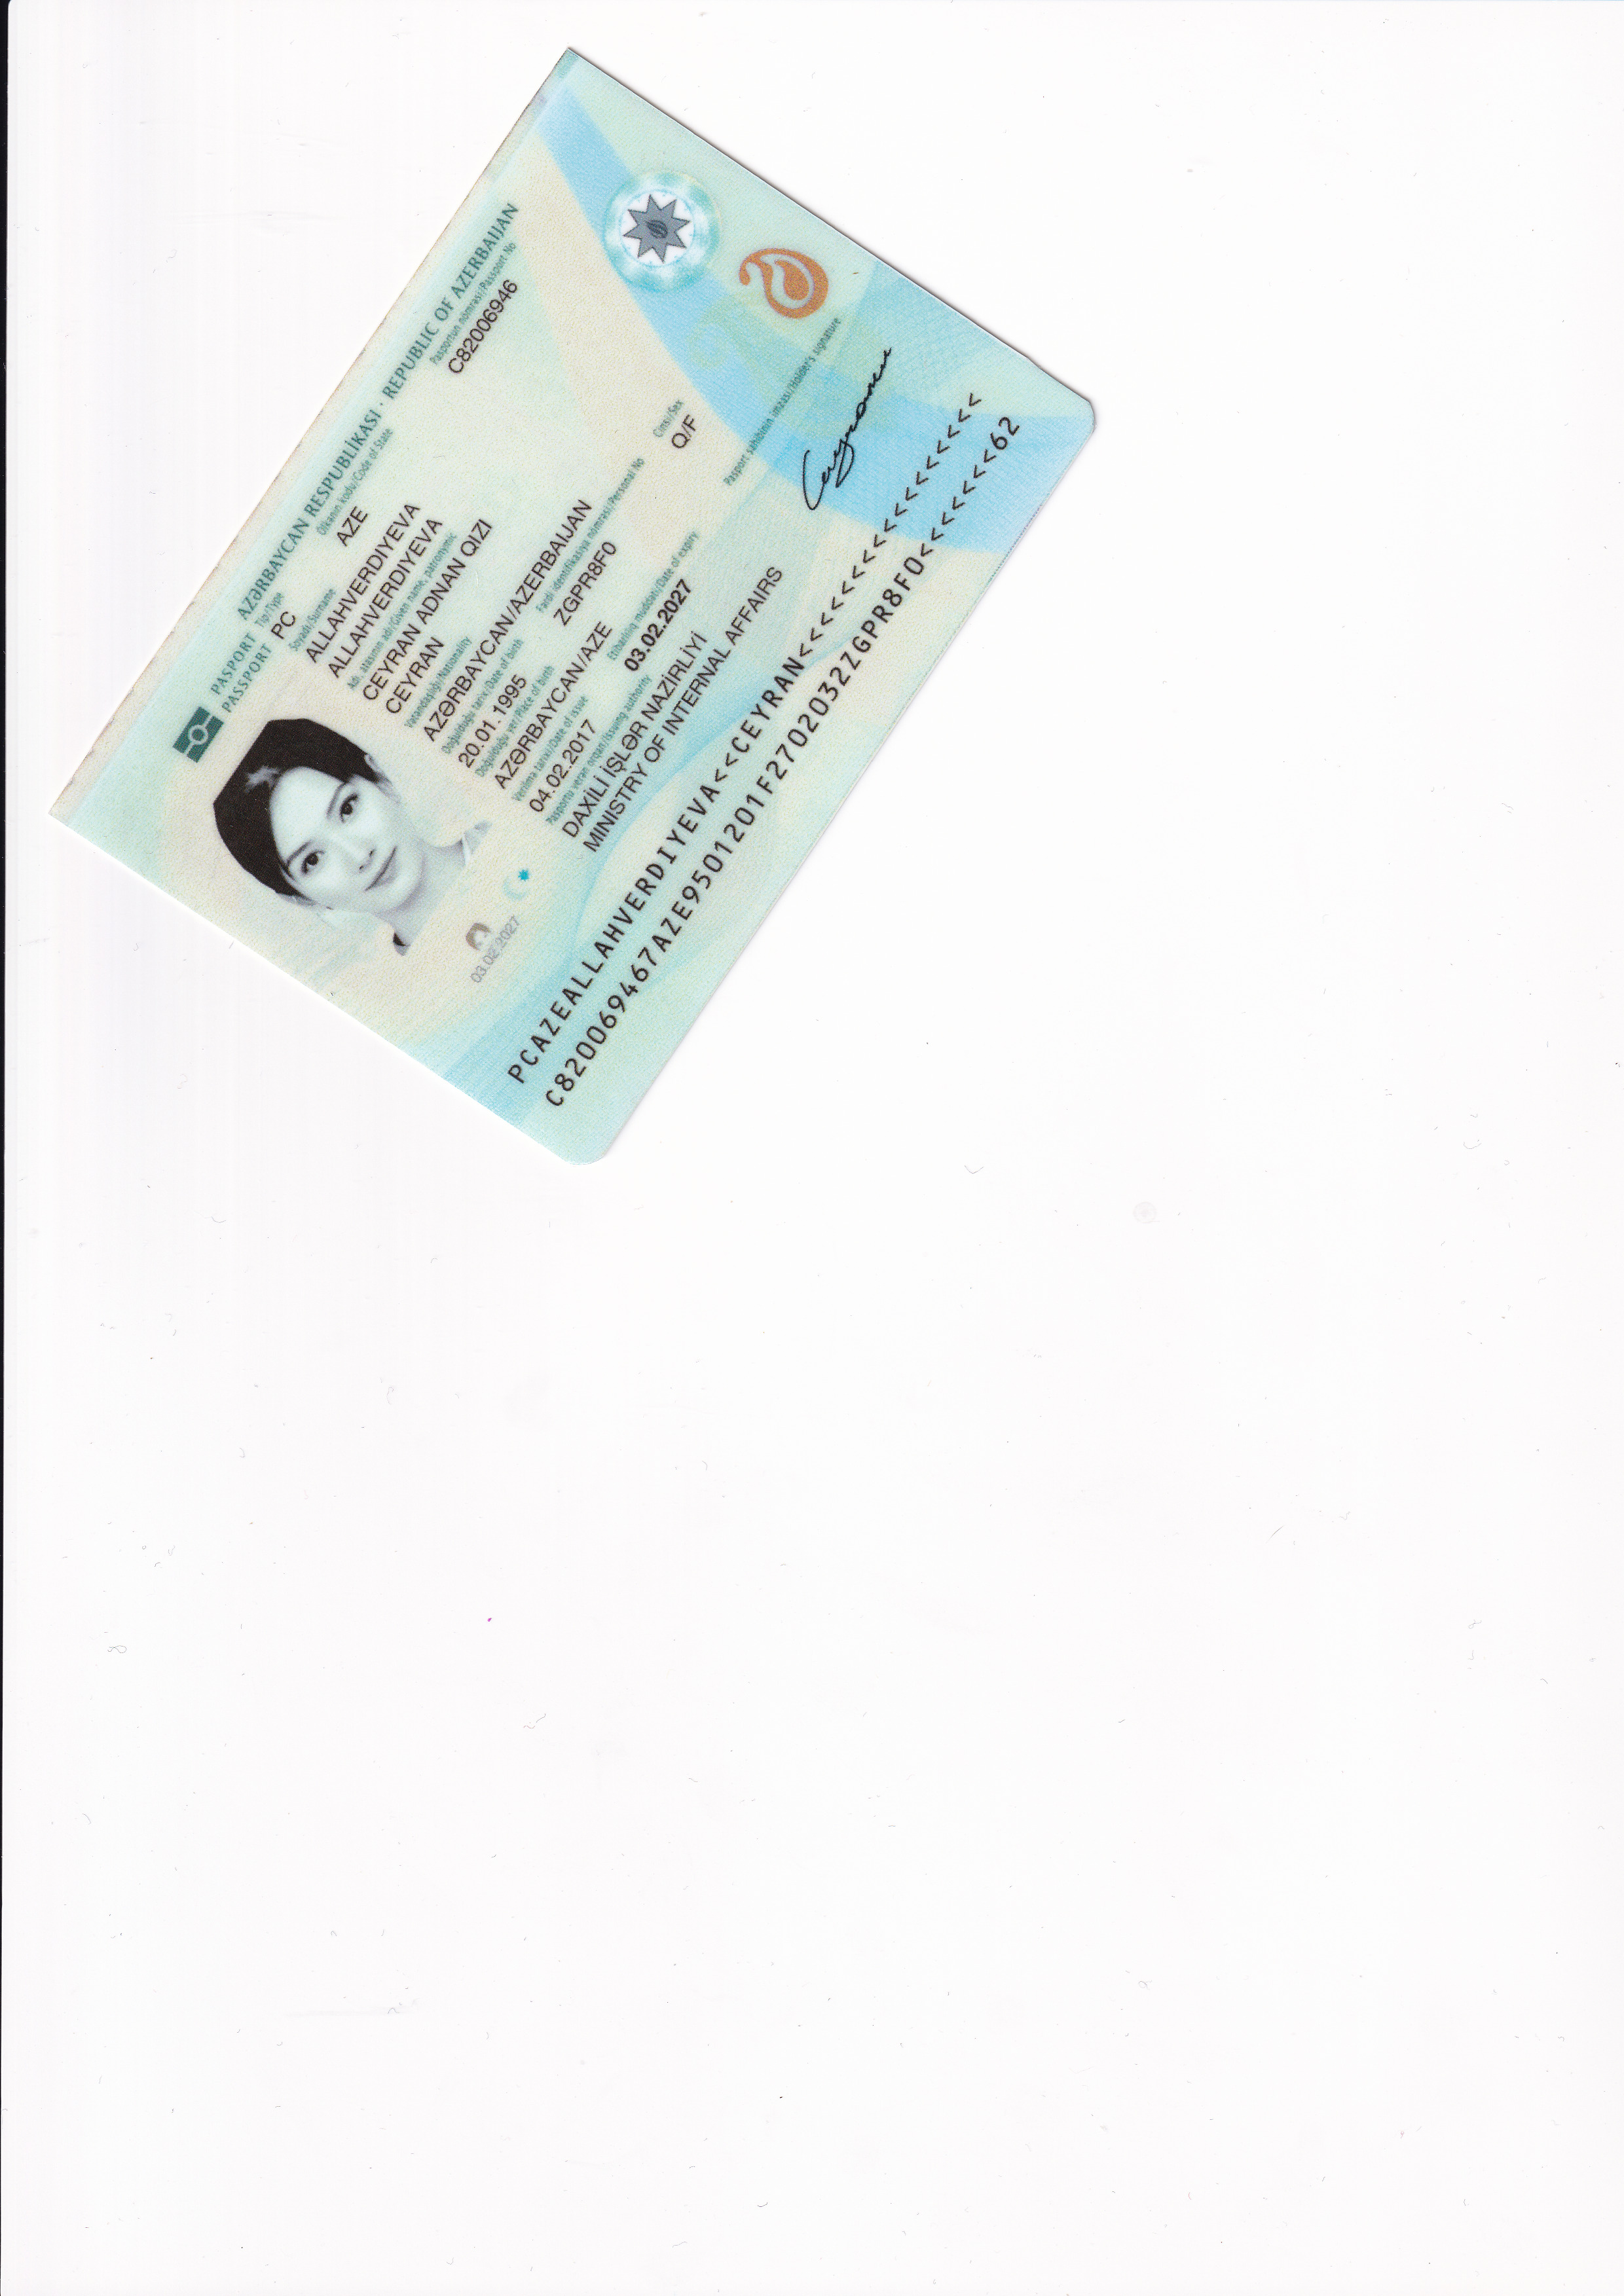 AZƏRBAYCAN RESPUBLİKASI · REPUBLIC OF AZERBAIJAN
PASPORT
PASSPORT
Tipi/Type
Ölkənin kodu/Code of State
Pasportun nömrəsi/Passport No
PC
AZE
C82006946
Soyadı/Surname
ALLAHVERDIYEVA
ALLAHVERDIYEVA
Adı, atasının adı/Given name, patronymic
CEYRAN ADNAN QIZI
CEYRAN
Vətəndaşlığı/Nationality
AZƏRBAYCAN/AZERBAIJAN
Doğulduğu tarix/Date of birth
Fərdi identifikasiya nömrəsi/Personal No
Cinsi/Sex
20.01.1995
ZGPR8F0
Q/F
Doğulduğu yer/Place of birth
AZƏRBAYCAN/AZE
Verilmə tarixi/Date of issue
Etibarlılıq müddəti/Date of expiry
Pasport sahibinin imzası/Holder's signature
04.02.2017
03.02.2027
Pasportu verən orqan/Issuing authority
DAXİLİ İŞLƏR NAZİRLİYİ
MINISTRY OF INTERNAL AFFAIRS
03.02.2027
PCAZEALLAHVERDIYEVA<<CEYRAN<<<<<<<<<<<<<<<<<
C820069467AZE9501201F2702032ZGPR8F0<<<<<<<62